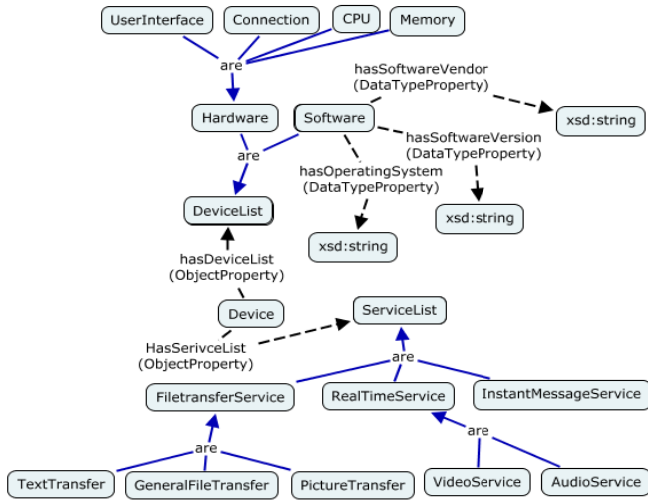 UserInterface
Connection
CPU
Memory
are
hasSoftwareVendor
(DataTypeProperty)
Hardware
Software
xsd:string
hasSoftwareVersion
(DataTypeProperty)
are
hasOperatingSystem
(DataTypeProperty)
DeviceList
xsd:string
xsd:string
hasDeviceList
(ObjectProperty)
Device
ServiceList
HasSerivceList
(ObjectProperty)
are
FiletransferService
RealTimeService
InstantMessageService
are
are
TextTransfer
GeneralFileTransfer
PictureTransfer
VideoService
AudioService